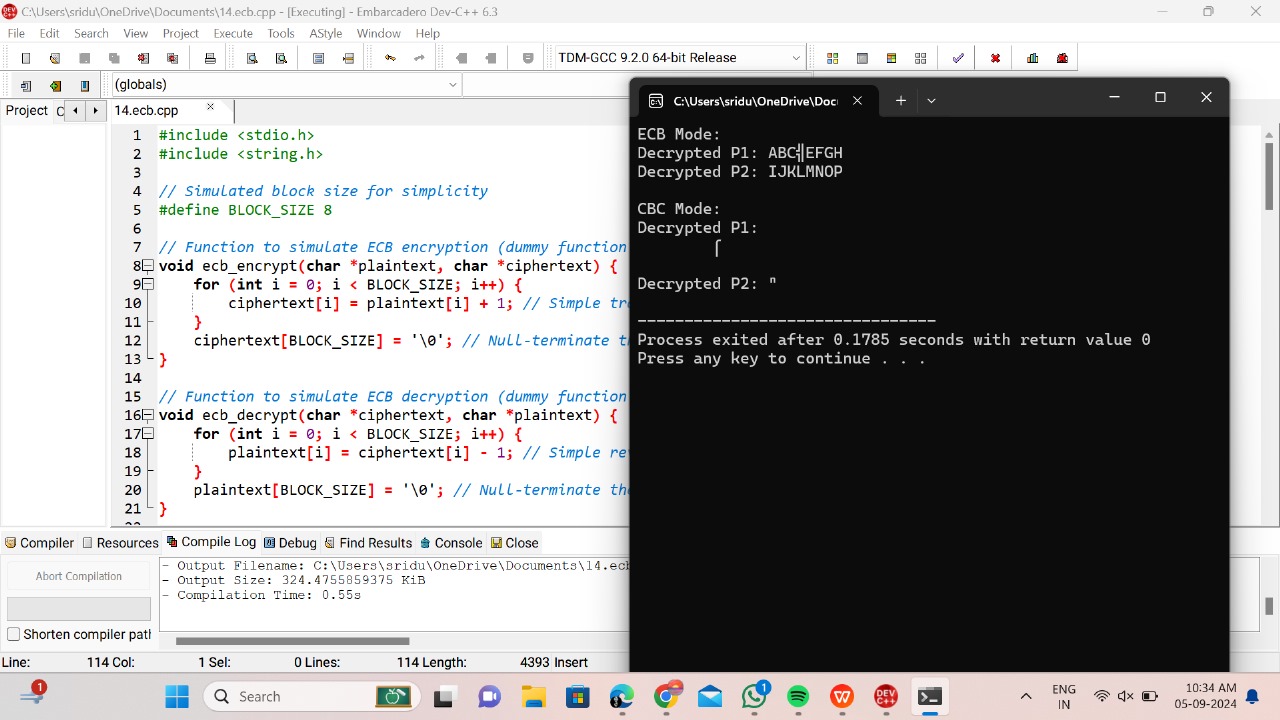 C:\Users\sridu\OneDrive\Documents\14.ecb.cpp - [Executing] - Embarcadero Dev-C++ 6.3
File Edit Search View Project Execute Tools AStyle Window Help
TDM-GCC 9.2.0 64-bit Release
(globals)
Project C
14.ecb.cpp
1 #include <stdio.h>
2 #include <string.h>
3
4 // Simulated block size for simplicity
5 #define BLOCK_SIZE 8
6
7 // Function to simulate ECB encryption (dummy function
8 void ecb_encrypt(char *plaintext, char *ciphertext) {
9 for (int i = 0; i < BLOCK_SIZE; i++) {
10 ciphertext[i] = plaintext[i] + 1; // Simple tr
11 }
12 ciphertext[BLOCK_SIZE] = '\0'; // Null-terminate t
13 }
14
15 // Function to simulate ECB decryption (dummy function
16 void ecb_decrypt(char *ciphertext, char *plaintext) {
17 for (int i = 0; i < BLOCK_SIZE; i++) {
18 plaintext[i] = ciphertext[i] - 1; // Simple re
19 }
20 plaintext[BLOCK_SIZE] = '\0'; // Null-terminate th
21 }
C:\Users\sridu\OneDrive\Doc
ECB Mode:
Decrypted P1: ABC╣EFGH
Decrypted P2: IJKLMNOP
CBC Mode:
Decrypted P1:
⌠
Decrypted P2: ⁿ
--------------------------------
Process exited after 0.1785 seconds with return value 0
Press any key to continue . . .
Compiler Resources Compile Log Debug Find Results Console Close
Abort Compilation
Shorten compiler path
- Output Filename: C:\Users\sridu\OneDrive\Documents\14.ecb
- Output Size: 324.4755859375 KiB
- Compilation Time: 0.55s
Line: 114 Col: 1 Sel: 0 Lines: 114 Length: 4393 Insert
1
Search
1
DEV C++
ENG
IN
10:34 AM
05-09-2024